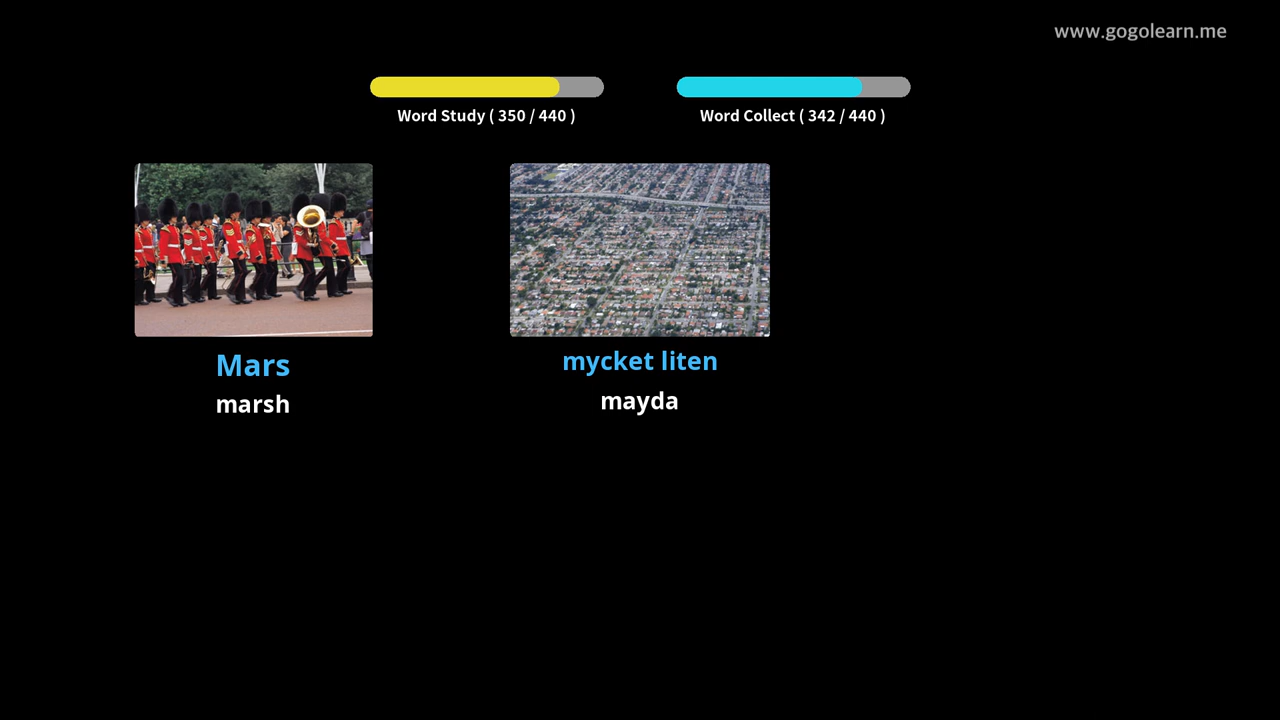 www.gogolearn.me
Word Study ( 350 / 440 )
Word Collect ( 342 / 440 )
Mars
marsh
mycket liten
mayda